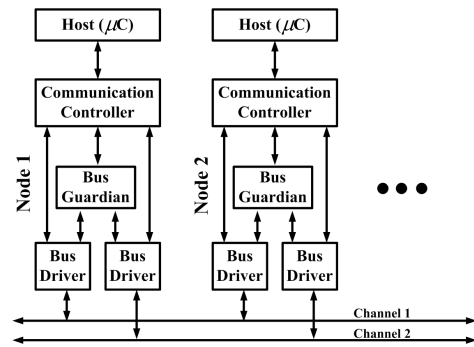 Host (μC)
Host (μC)
Communication
Controller
Communication
Controller
Node 1
Node 2
Bus
Guardian
Bus
Guardian
Bus
Driver
Bus
Driver
Bus
Driver
Bus
Driver
Channel 1
Channel 2